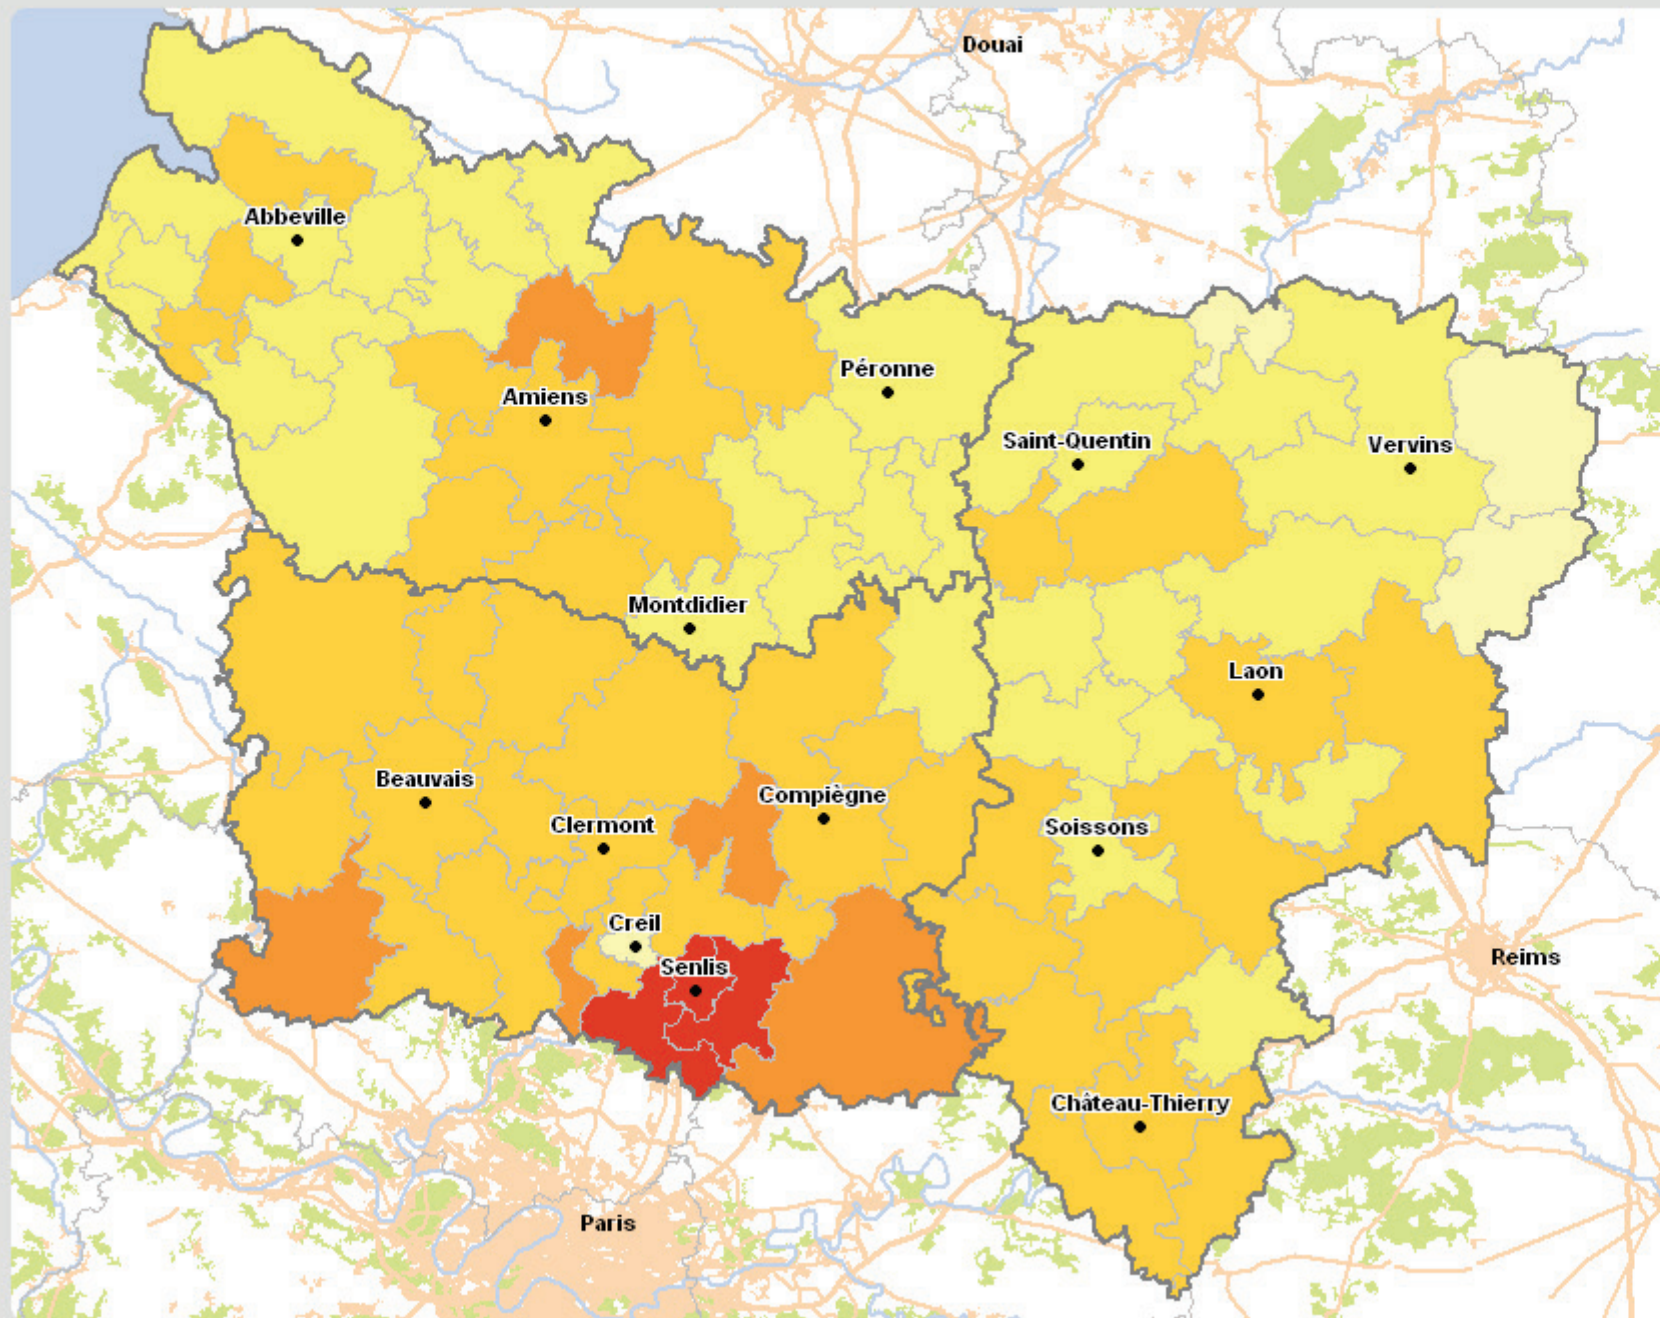 Douai
Abbeville
Péronne
Amiens
Saint-Quentin
Vervins
Montdidier
Laon
Beauvais
Compiègne
Clermont
Soissons
Creil
Senlis
Reims
Château-Thierry
Paris